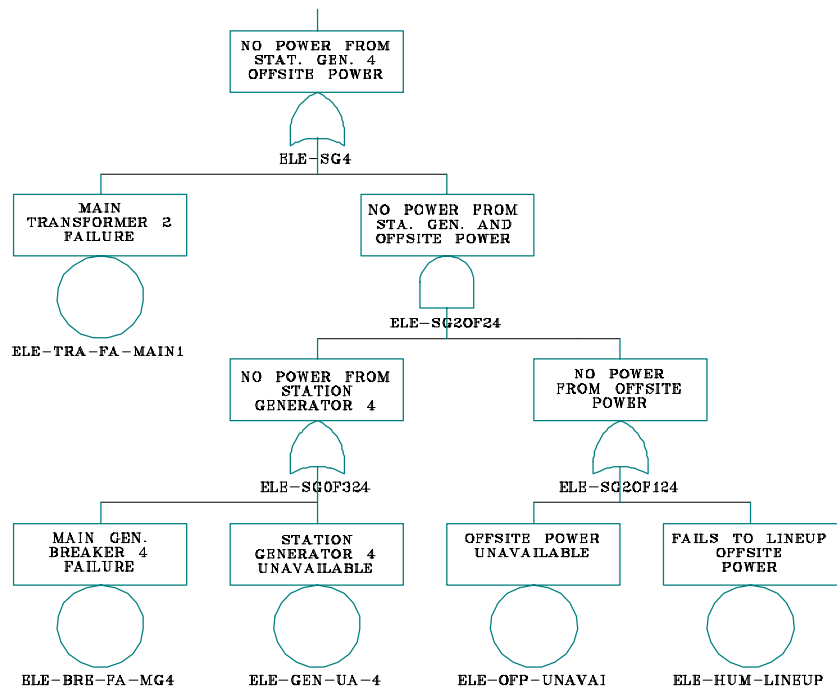 NO POWER FROM
STAT. GEN. 4
OFFSITE POWER
ELE-SG4
MAIN
TRANSFORMER 2
FAILURE
ELE-TRA-FA-MAIN1
NO POWER FROM
STA. GEN. AND
OFFSITE POWER
ELE-SG2OF24
NO POWER FROM
STATION
GENERATOR 4
ELE-SG0F324
NO POWER
FROM OFFSITE
POWER
ELE-SG2OF124
MAIN GEN.
BREAKER 4
FAILURE
ELE-BRE-FA-MG4
STATION
GENERATOR 4
UNAVAILABLE
ELE-GEN-UA-4
OFFSITE POWER
UNAVAILABLE
ELE-OFP-UNAVAI
FAILS TO LINEUP
OFFSITE
POWER
ELE-HUM-LINEUP